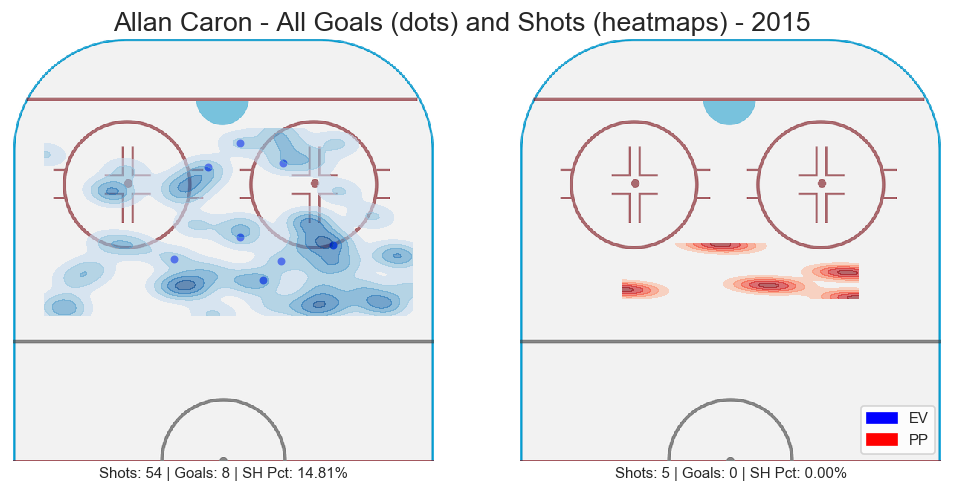 Allan Caron - All Goals (dots) and Shots (heatmaps) - 2015
EV
PP
Shots: 54 | Goals: 8 | SH Pct: 14.81%
Shots: 5 | Goals: 0 | SH Pct: 0.00%